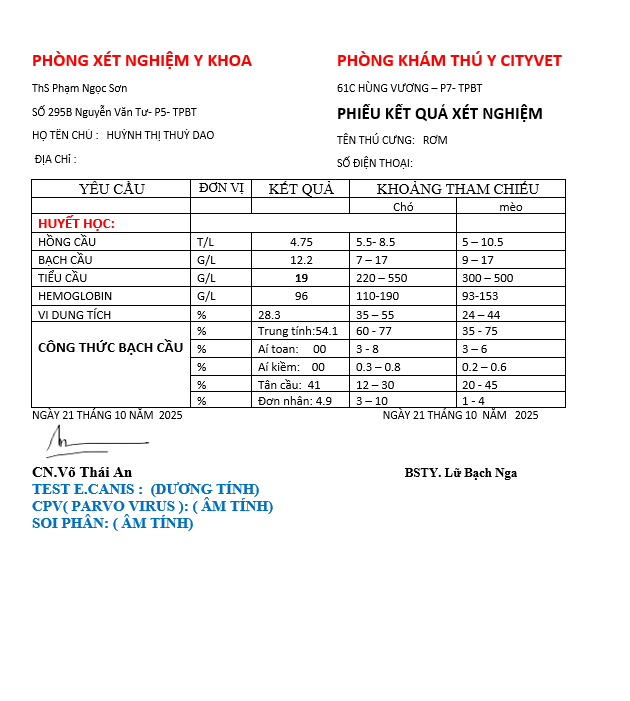 PHÒNG XÉT NGHIỆM Y KHOA
ThS Phạm Ngọc Sơn
SỐ 295B Nguyễn Văn Tư- P5- TPBT
HỌ TÊN CHỦ : HUỲNH THỊ THUỲ DAO
ĐỊA CHỈ :
PHÒNG KHÁM THÚ Y CITYVET
61C HÙNG VƯƠNG – P7- TPBT
PHIẾU KẾT QUẢ XÉT NGHIỆM
TÊN THÚ CƯNG: RƠM
SỐ ĐIỆN THOẠI:
YÊU CẦU ĐƠN VỊ KẾT QUẢ KHOẢNG THAM CHIẾU
Chó mèo
HUYẾT HỌC:
HỒNG CẦU T/L 4.75 5.5- 8.5 5 – 10.5
BẠCH CẦU G/L 12.2 7 – 17 9 – 17
TIỂU CẦU G/L 19 220 – 550 300 – 500
HEMOGLOBIN G/L 96 110-190 93-153
VI DUNG TÍCH % 28.3 35 – 55 24 – 44
CÔNG THỨC BẠCH CẦU % Trung tính:54.1 60 - 77 35 - 75
% Aí toan: 00 3 - 8 3 – 6
% Aí kiềm: 00 0.3 – 0.8 0.2 – 0.6
% Tân cầu: 41 12 – 30 20 - 45
% Đơn nhân: 4.9 3 – 10 1 - 4
NGÀY 21 THÁNG 10 NĂM 2025 NGÀY 21 THÁNG 10 NĂM 2025
CN.Võ Thái An BSTY. Lữ Bạch Nga
TEST E.CANIS : (DƯƠNG TÍNH)
CPV( PARVO VIRUS ): ( ÂM TÍNH)
SOI PHÂN: ( ÂM TÍNH)